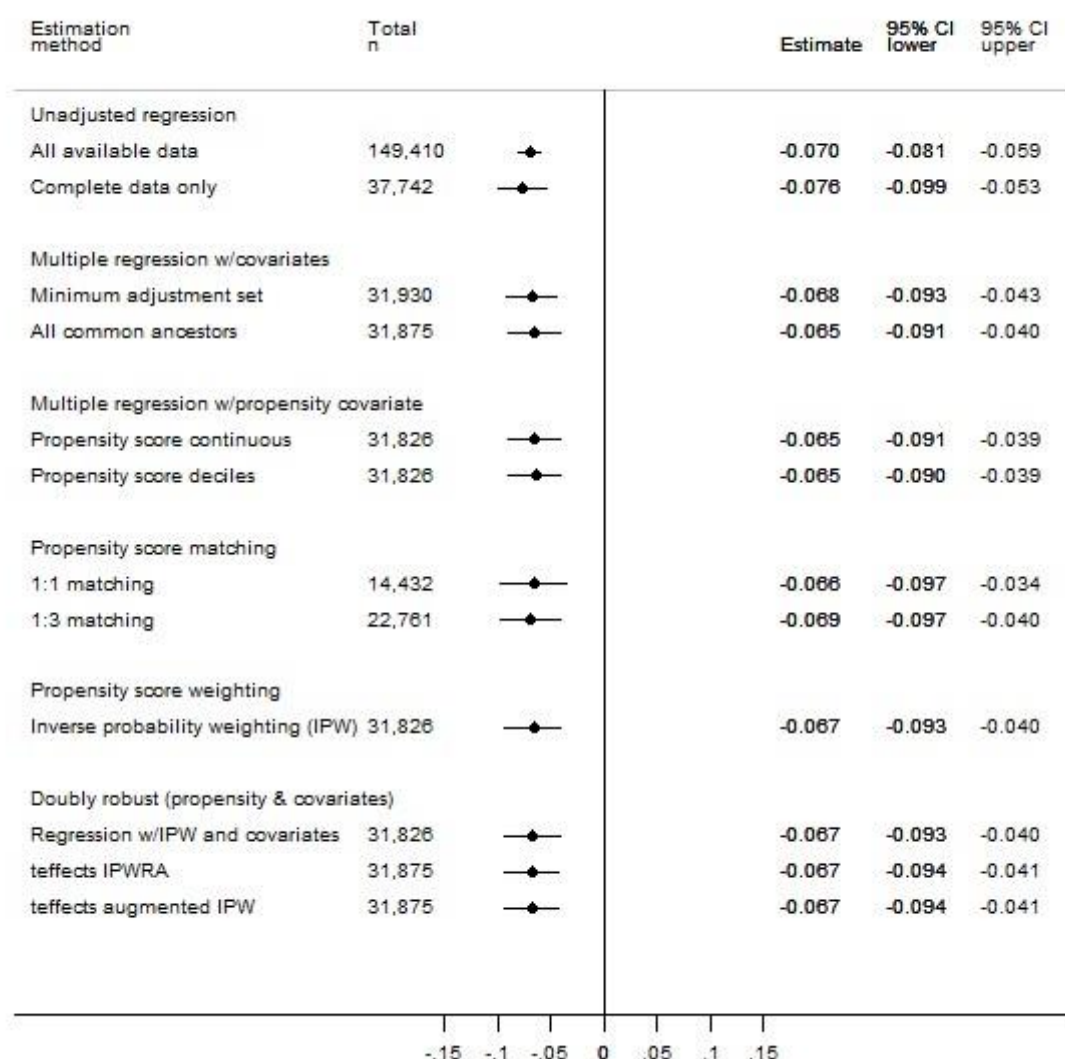 Estimation method Total n Estimate 95% CI lower 95% CI upper
Unadjusted regression
All available data 149,410 -0.070 -0.081 -0.059
Complete data only 37,742 -0.076 -0.099 -0.053
Multiple regression w/covariates
Minimum adjustment set 31,930 -0.068 -0.093 -0.043
All common ancestors 31,875 -0.065 -0.091 -0.040
Multiple regression w/propensity covariate
Propensity score continuous 31,826 -0.065 -0.091 -0.039
Propensity score deciles 31,826 -0.065 -0.090 -0.039
Propensity score matching
1:1 matching 14,432 -0.066 -0.097 -0.034
1:3 matching 22,761 -0.069 -0.097 -0.040
Propensity score weighting
Inverse probability weighting (IPW) 31,826 -0.067 -0.093 -0.040
Doubly robust (propensity & covariates)
Regression w/IPW and covariates 31,826 -0.067 -0.093 -0.040
teffects IPWRA 31,875 -0.067 -0.094 -0.041
teffects augmented IPW 31,875 -0.067 -0.094 -0.041
-.15 -.1 -.05 0 .05 .1 .15